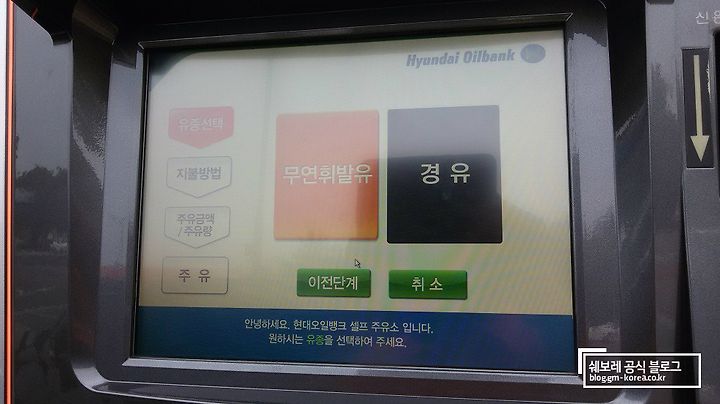 신용
Hyundai Oilbank
유종선택
지불방법
주유금액
/주유량
주 유
무연휘발유
경 유
이전단계
취 소
안녕하세요. 현대오일뱅크 셀프 주유소 입니다.
원하시는 유종을 선택하여 주세요.
쉐보레 공식 블로그
blog.gm-korea.co.kr